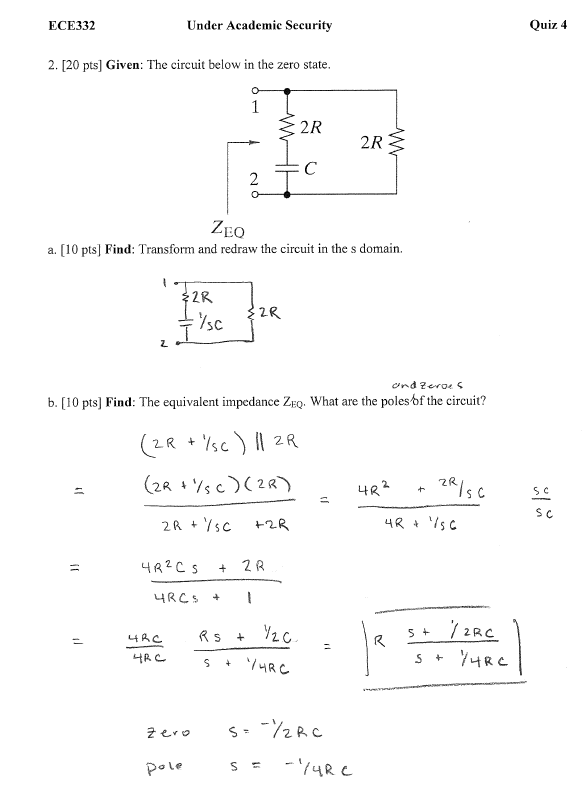 ECE332 Under Academic Security Quiz 4
2. [20 pts] Given: The circuit below in the zero state.
1
2R
2R
C
2
Z_EQ
a. [10 pts] Find: Transform and redraw the circuit in the s domain.
1
2R
1/sC
2R
2
and zeroes
b. [10 pts] Find: The equivalent impedance Z_EQ. What are the poles of the circuit?
(2R + 1/sC) || 2R
= (2R + 1/sC)(2R) / 2R + 1/sC + 2R = 4R² + 2R/sC / 4R + 1/sC sC/sC
= 4R²Cs + 2R / 4RCs + 1
= 4RC/4RC Rs + 1/2C / s + 1/4RC = R s + 1/2RC / s + 1/4RC
zero s = -1/2RC
pole s = -1/4RC